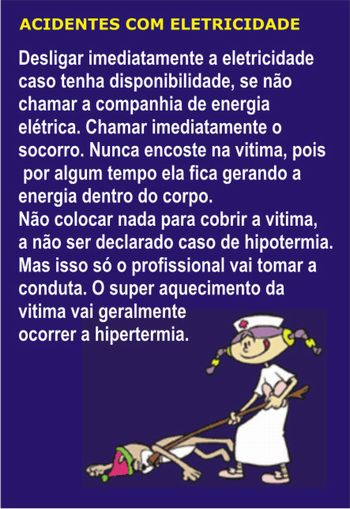 ACIDENTES COM ELETRICIDADE
Desligar imediatamente a eletricidade
caso tenha disponibilidade, se não
chamar a companhia de energia
elétrica. Chamar imediatamente o
socorro. Nunca encoste na vitima, pois
por algum tempo ela fica gerando a
energia dentro do corpo.
Não colocar nada para cobrir a vitima,
a não ser declarado caso de hipotermia.
Mas isso só o profissional vai tomar a
conduta. O super aquecimento da
vitima vai geralmente
ocorrer a hipertermia.